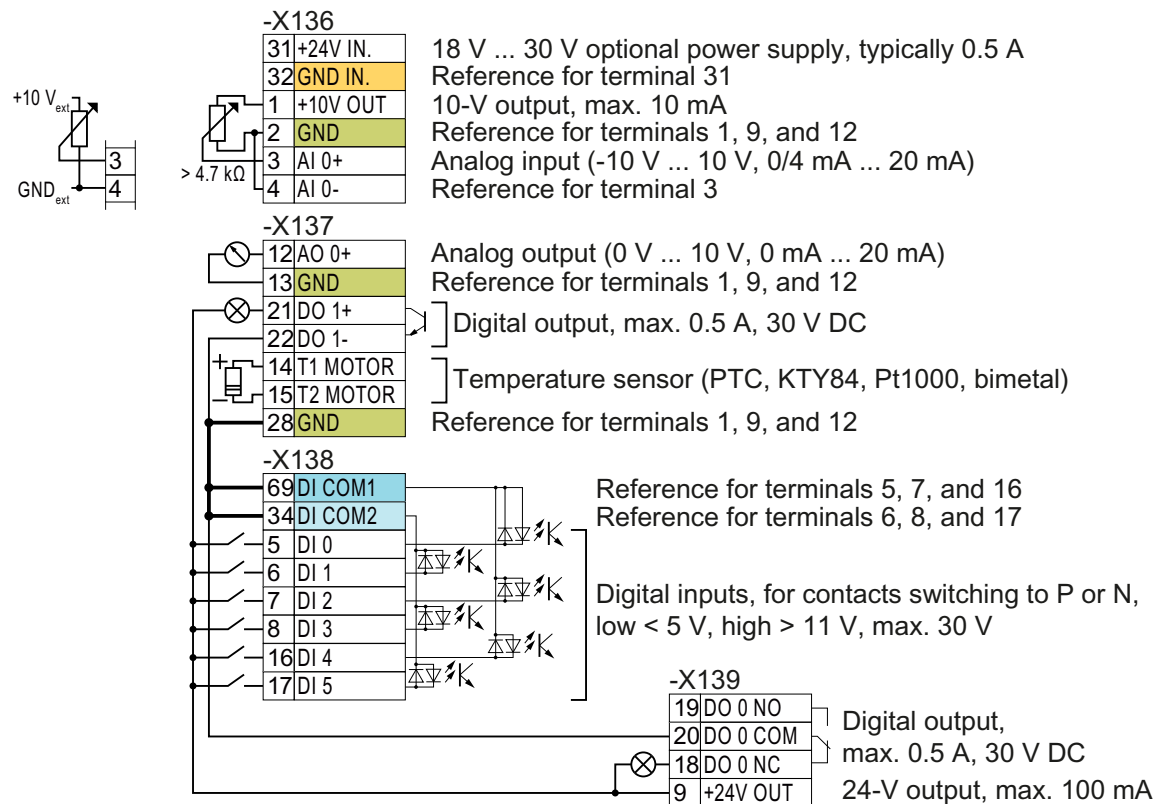 -X136
31 +24V IN. 18 V ... 30 V optional power supply, typically 0.5 A
32 GND IN. Reference for terminal 31
1 +10V OUT 10-V output, max. 10 mA
2 GND Reference for terminals 1, 9, and 12
3 AI 0+ Analog input (-10 V ... 10 V, 0/4 mA ... 20 mA)
4 AI 0- Reference for terminal 3
+10 Vext
3
GNDext 4
> 4.7 kΩ
-X137
12 AO 0+ Analog output (0 V ... 10 V, 0 mA ... 20 mA)
13 GND Reference for terminals 1, 9, and 12
21 DO 1+
22 DO 1-
Digital output, max. 0.5 A, 30 V DC
+ 14 T1 MOTOR
− 15 T2 MOTOR
Temperature sensor (PTC, KTY84, Pt1000, bimetal)
28 GND Reference for terminals 1, 9, and 12
-X138
69 DI COM1 Reference for terminals 5, 7, and 16
34 DI COM2 Reference for terminals 6, 8, and 17
5 DI 0
6 DI 1
7 DI 2
8 DI 3
16 DI 4
17 DI 5
Digital inputs, for contacts switching to P or N,
low < 5 V, high > 11 V, max. 30 V
-X139
19 DO 0 NO
20 DO 0 COM
18 DO 0 NC
Digital output,
max. 0.5 A, 30 V DC
9 +24V OUT 24-V output, max. 100 mA